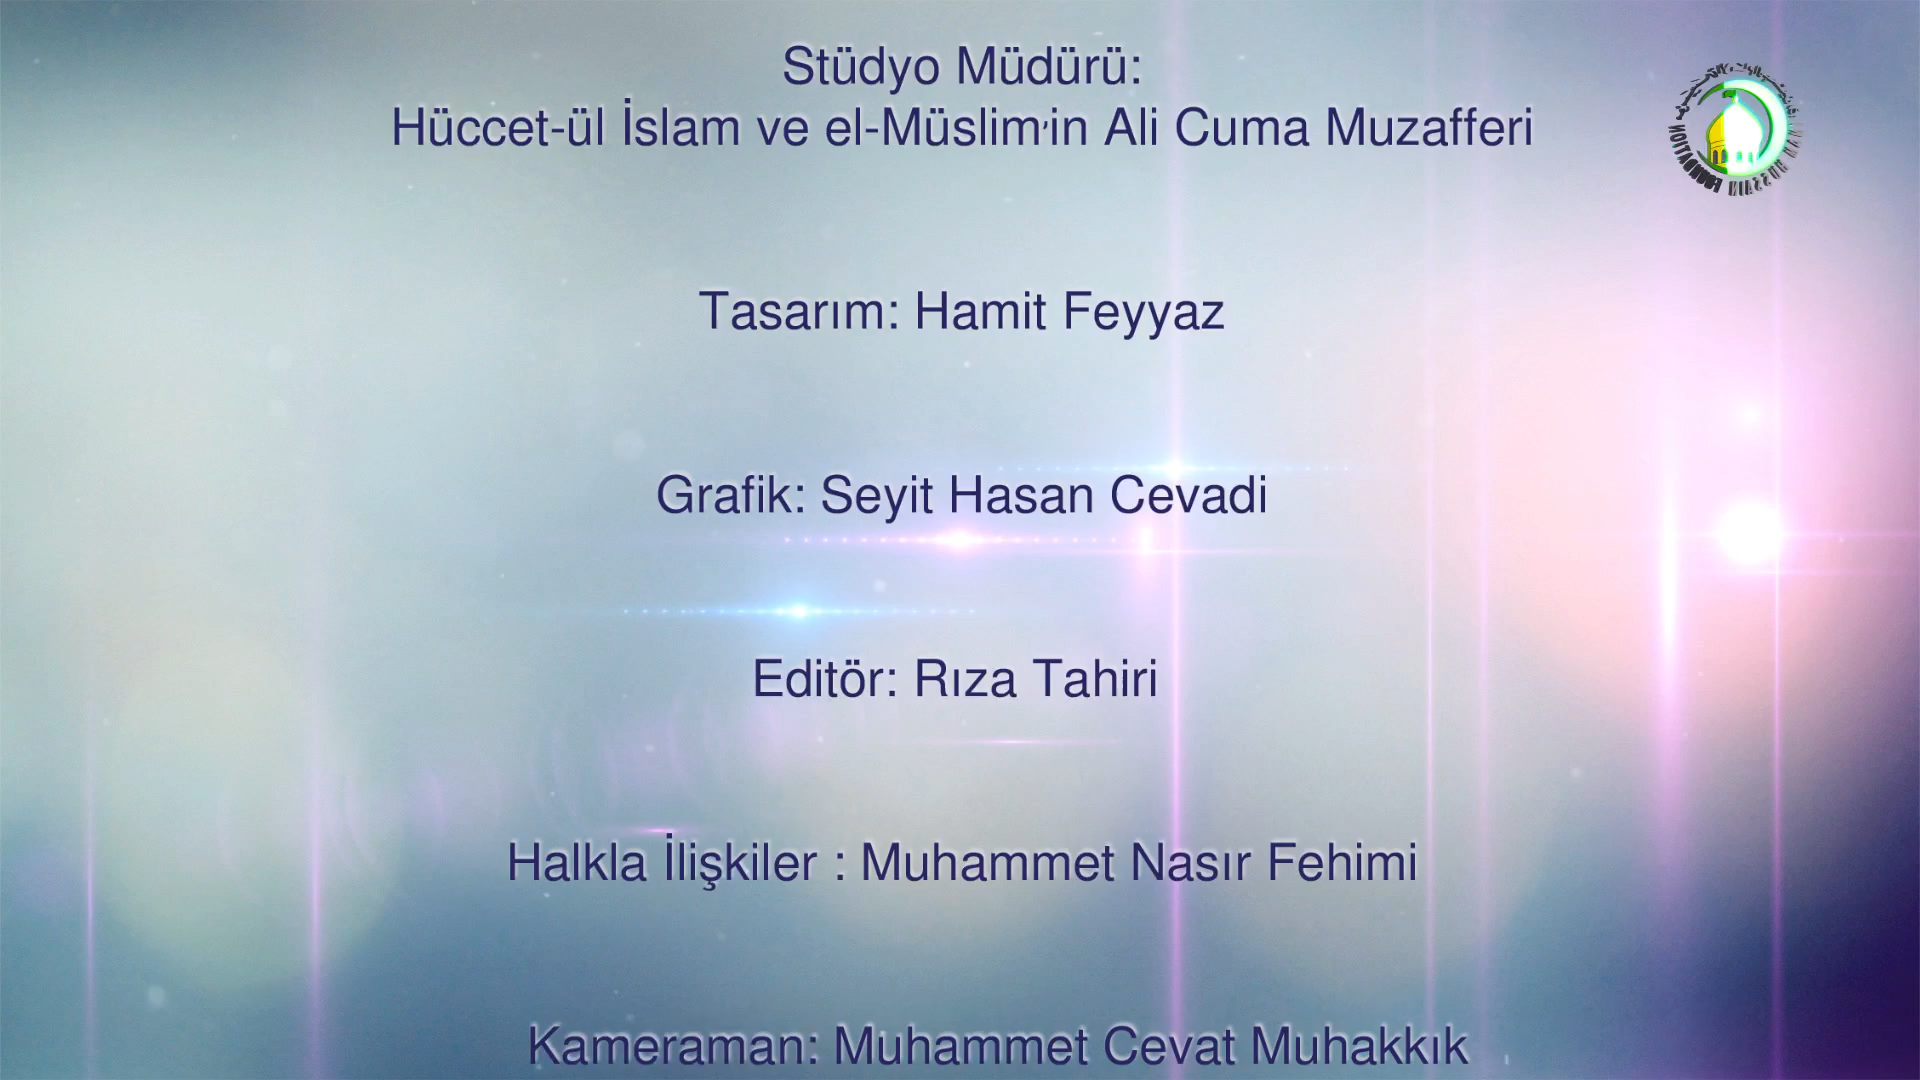 Stüdyo Müdürü:
Hüccet-ül İslam ve el-Müslim'in Ali Cuma Muzafferi
Tasarım: Hamit Feyyaz
Grafik: Seyit Hasan Cevadi
Editör: Rıza Tahiri
Halkla İlişkiler : Muhammet Nasır Fehimi
Kameraman: Muhammet Cevat Muhakkık